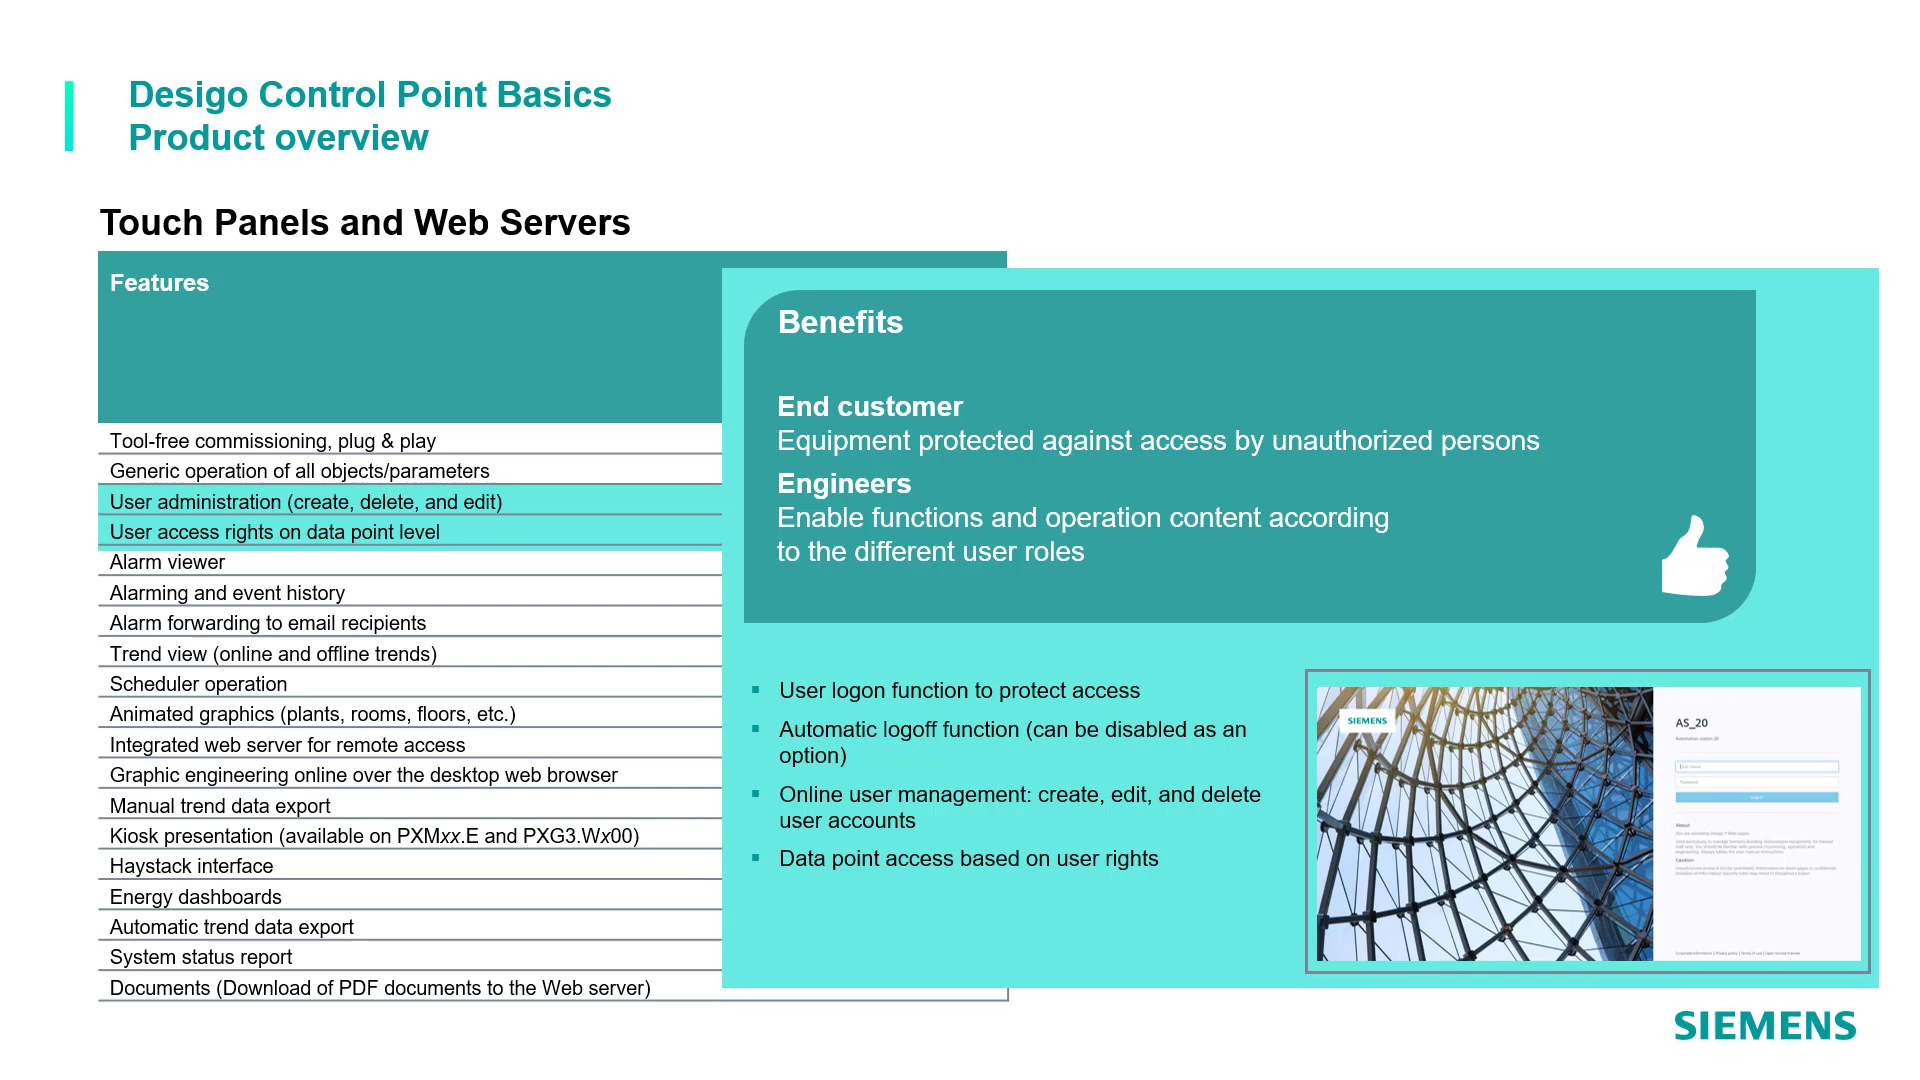 Desigo Control Point Basics
Product overview
Touch Panels and Web Servers
Features
Tool-free commissioning, plug & play
Generic operation of all objects/parameters
User administration (create, delete, and edit)
User access rights on data point level
Alarm viewer
Alarming and event history
Alarm forwarding to email recipients
Trend view (online and offline trends)
Scheduler operation
Animated graphics (plants, rooms, floors, etc.)
Integrated web server for remote access
Graphic engineering online over the desktop web browser
Manual trend data export
Kiosk presentation (available on PXMxx.E and PXG3.Wx00)
Haystack interface
Energy dashboards
Automatic trend data export
System status report
Documents (Download of PDF documents to the Web server)
Benefits
End customer
Equipment protected against access by unauthorized persons
Engineers
Enable functions and operation content according
to the different user roles
User logon function to protect access
Automatic logoff function (can be disabled as an
option)
Online user management: create, edit, and delete
user accounts
Data point access based on user rights
SIEMENS
AS_20
Automation station 20
User name
Password
About
Caution
SIEMENS